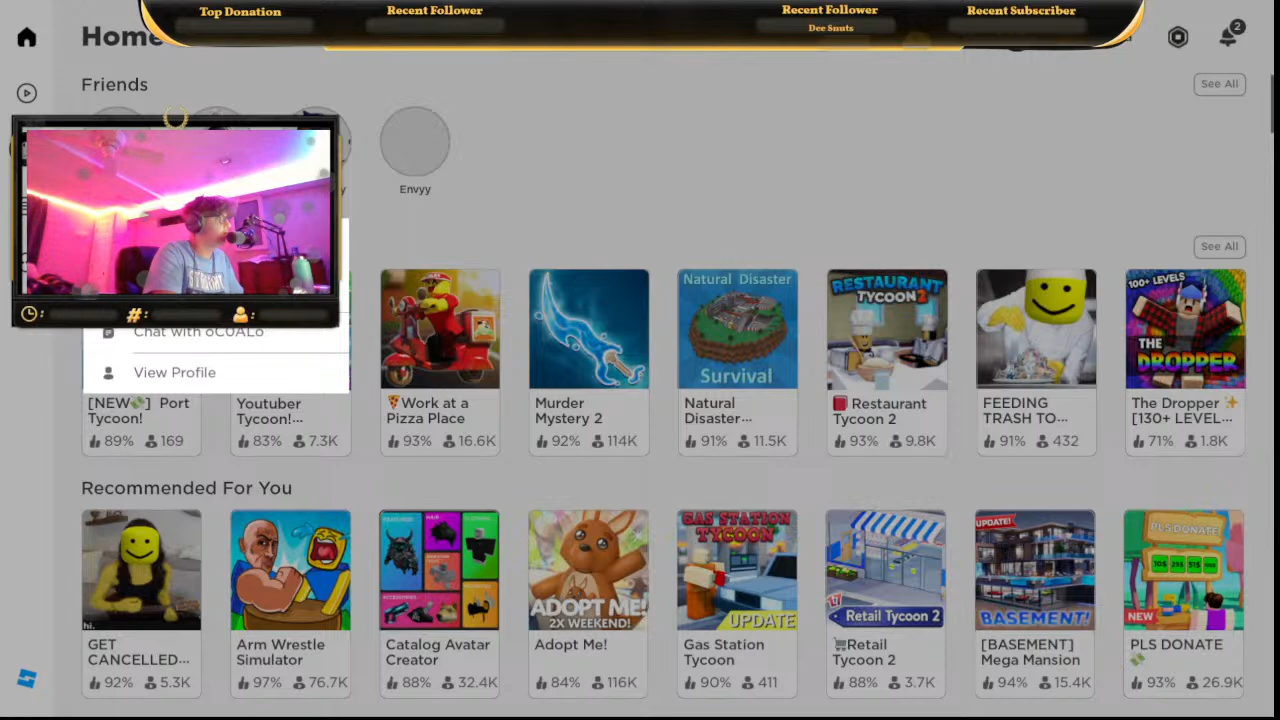 Top Donation
Recent Follower
Recent Follower
Dee Snuts
Recent Subscriber
Home
2
Friends
See All
Envyy
See All
Chat with oC0ALo
View Profile
[NEW💸] Port
Tycoon!
89% 169
Youtuber
Tycoon!...
83% 7.3K
🍕Work at a
Pizza Place
93% 16.6K
Murder
Mystery 2
92% 114K
Natural Disaster
Survival
Natural
Disaster...
91% 11.5K
RESTAURANT
TYCOON 2
📕 Restaurant
Tycoon 2
93% 9.8K
FEEDING
TRASH TO...
91% 432
100+ LEVELS
THE
DROPPER
The Dropper ✨
[130+ LEVEL...
71% 1.8K
Recommended For You
hi.
GET
CANCELLED...
92% 5.3K
Arm Wrestle
Simulator
97% 76.7K
Catalog Avatar
Creator
88% 32.4K
ADOPT ME!
2X WEEKEND!
Adopt Me!
84% 116K
GAS STATION
TYCOON
UPDATE
Gas Station
Tycoon
90% 411
Retail Tycoon 2
🛒Retail
Tycoon 2
88% 3.7K
UPDATE!
BASEMENT!
[BASEMENT]
Mega Mansion
94% 15.4K
PLS DONATE
NEW
PLS DONATE
💸
93% 26.9K